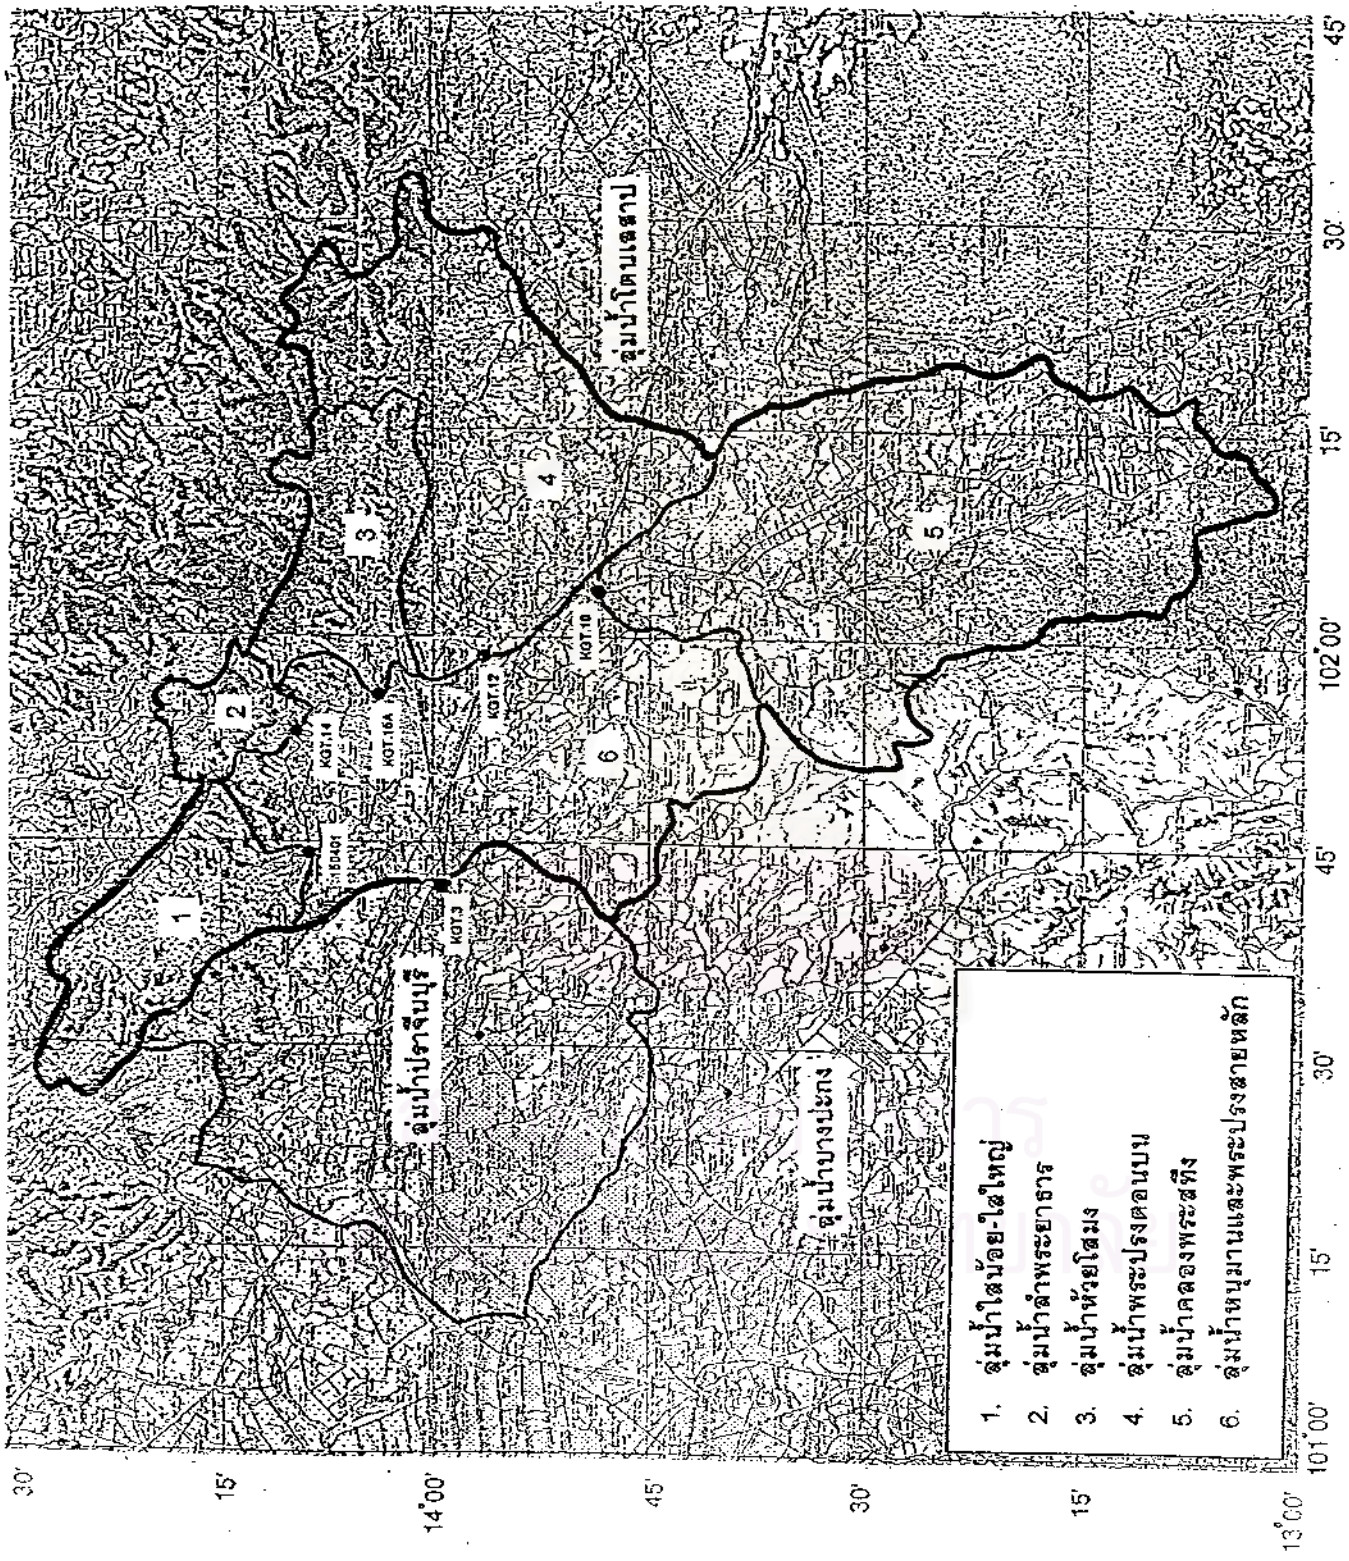 30'
15'
14°00'
45'
30'
15'
13°00'
101°00'
15'
30'
45'
102°00'
15'
30'
45'
1
2
3
4
5
6
KGT.14
KGT.16A
KGT.12
KGT.10
KGT.3
ลุ่มน้ำปราจีนบุรี
ลุ่มน้ำโตนเลสาป
ลุ่มน้ำบางปะกง
1. ลุ่มน้ำใสน้อย-ใสใหญ่
2. ลุ่มน้ำลำพระยาธาร
3. ลุ่มน้ำห้วยโสมง
4. ลุ่มน้ำพระปรงตอนบน
5. ลุ่มน้ำคลองพระสทึง
6. ลุ่มน้ำหนุมานและพระปรงสายหลัก